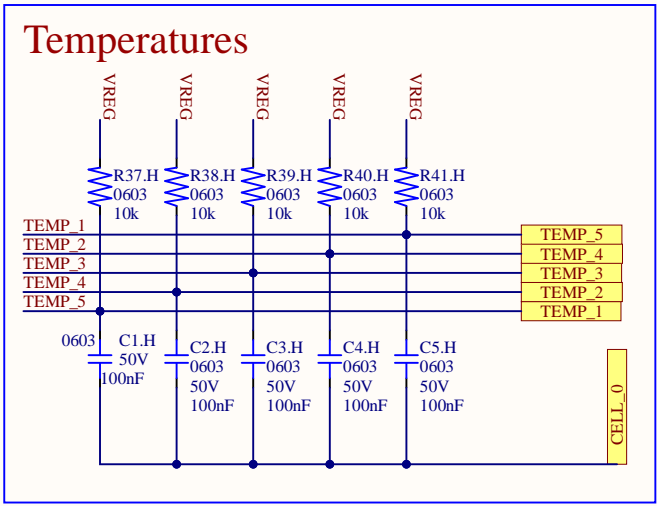 Temperatures
VREG VREG VREG VREG VREG
R37.H R38.H R39.H R40.H R41.H
0603 0603 0603 0603 0603
10k 10k 10k 10k 10k
TEMP_1 TEMP_5
TEMP_2 TEMP_4
TEMP_3 TEMP_3
TEMP_4 TEMP_2
TEMP_5 TEMP_1
0603 C1.H C2.H C3.H C4.H C5.H
50V 0603 0603 0603 0603
100nF 50V 50V 50V 50V
100nF 100nF 100nF 100nF
CELL_0